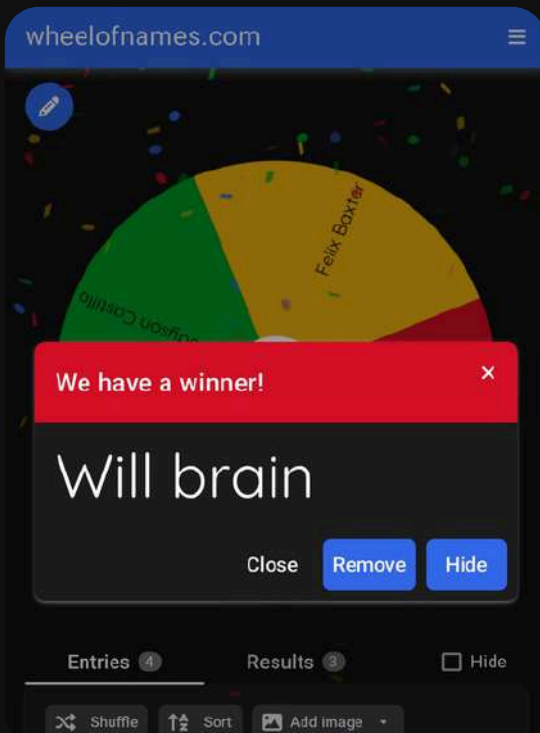 wheelofnames.com
Felix Baxter
Castillo
We have a winner!
Will brain
Close Remove Hide
Entries 4 Results 3 Hide
Shuffle Sort Add image